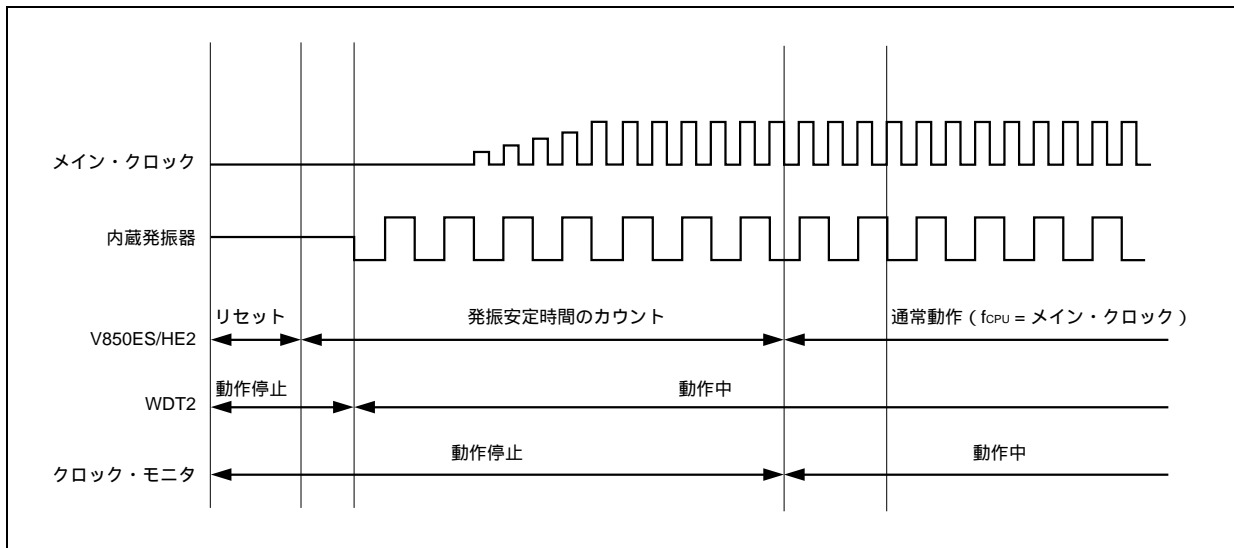 メイン・クロック
内蔵発振器
リセット 発振安定時間のカウント 通常動作(fCPU = メイン・クロック)
V850ES/HE2
動作停止 動作中
WDT2
動作停止 動作中
クロック・モニタ